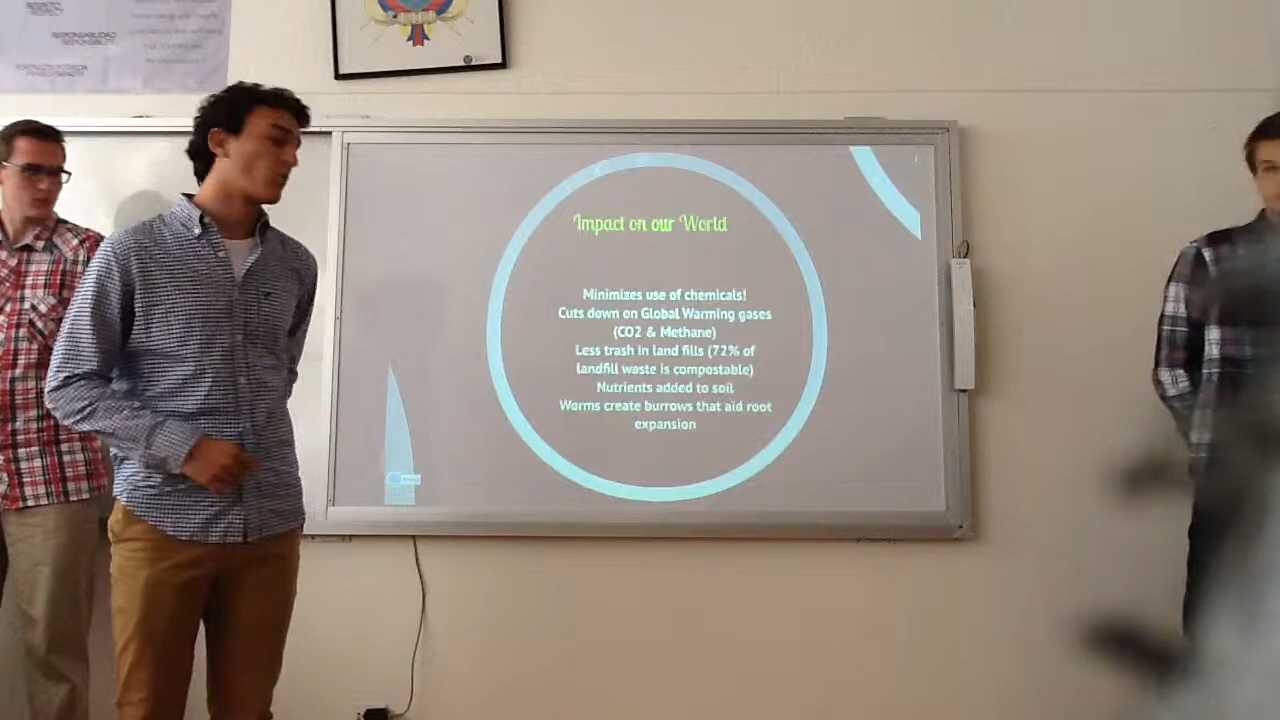 RESPONSABILIDAD
RESPONSIBILITY
Impact on our World
Minimizes use of chemicals!
Cuts down on Global Warming gases
(CO2 & Methane)
Less trash in land fills (72% of
landfill waste is compostable)
Nutrients added to soil
Worms create burrows that aid root
expansion